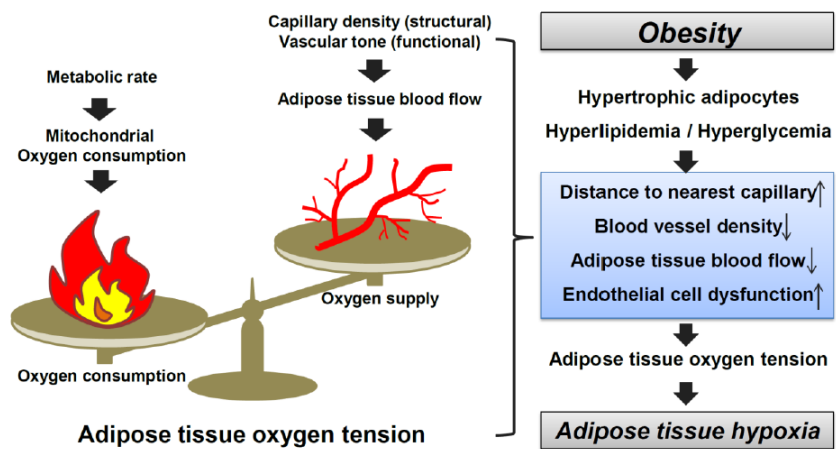 Capillary density (structural)
Vascular tone (functional)
Metabolic rate
Adipose tissue blood flow
Mitochondrial
Oxygen consumption
Oxygen supply
Oxygen consumption
Adipose tissue oxygen tension
Obesity
Hypertrophic adipocytes
Hyperlipidemia / Hyperglycemia
Distance to nearest capillary↑
Blood vessel density↓
Adipose tissue blood flow↓
Endothelial cell dysfunction↑
Adipose tissue oxygen tension
Adipose tissue hypoxia